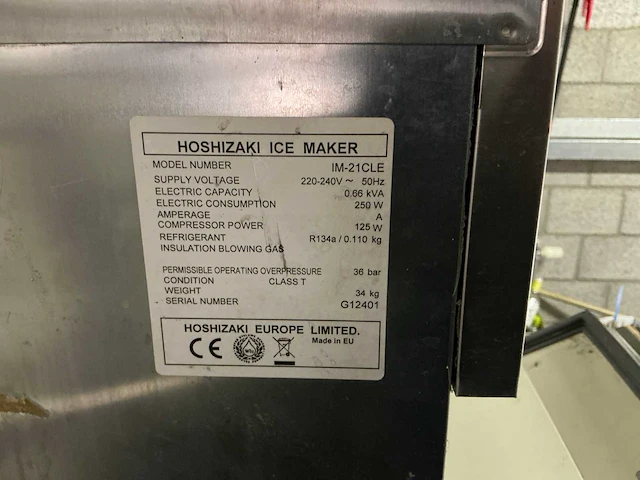 HOSHIZAKI ICE MAKER
MODEL NUMBER IM-21CLE
SUPPLY VOLTAGE 220-240V ~ 50Hz
ELECTRIC CAPACITY 0.66 kVA
ELECTRIC CONSUMPTION 250 W
AMPERAGE A
COMPRESSOR POWER 125 W
REFRIGERANT R134a / 0.110 kg
INSULATION BLOWING GAS
PERMISSIBLE OPERATING OVERPRESSURE 36 bar
CONDITION CLASS T
WEIGHT 34 kg
SERIAL NUMBER G12401
HOSHIZAKI EUROPE LIMITED.
Made in EU
CE